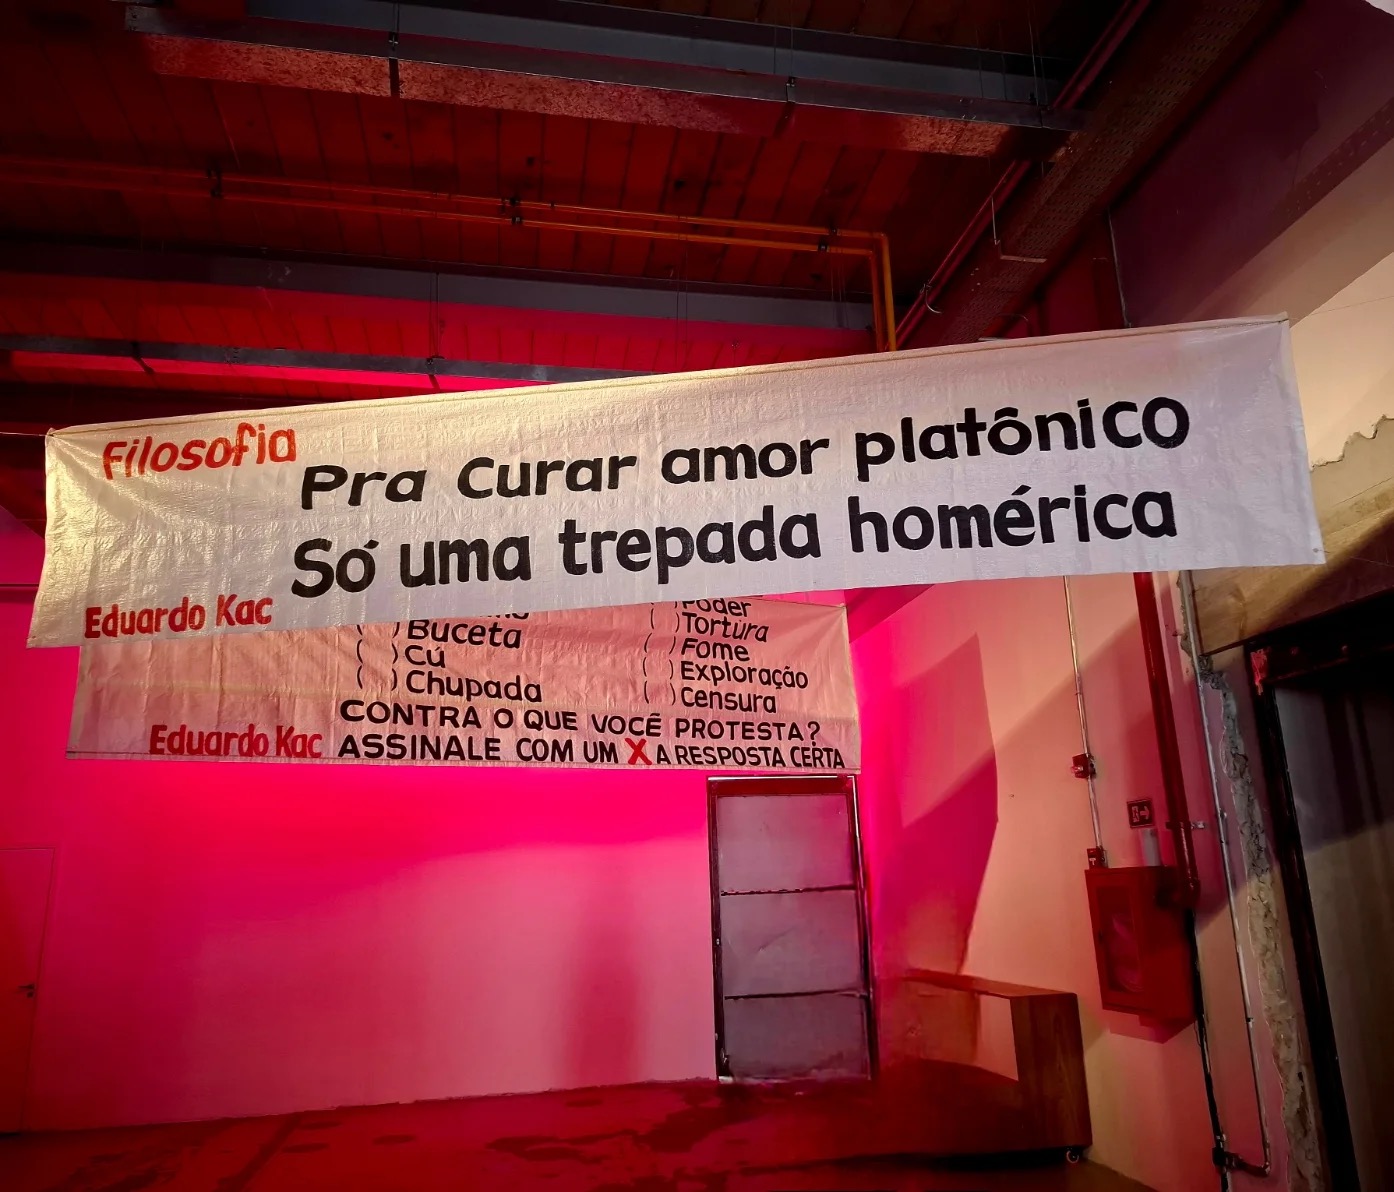 Filosofia
Pra Curar amor platônico
Só uma trepada homérica
Eduardo Kac
( ) Buceta
( ) Cú
( ) Chupada
Poder
( ) Tortura
( ) Fome
( ) Exploração
( ) Censura
CONTRA O QUE VOCÊ PROTESTA?
Eduardo Kac
ASSINALE COM UM X A RESPOSTA CERTA